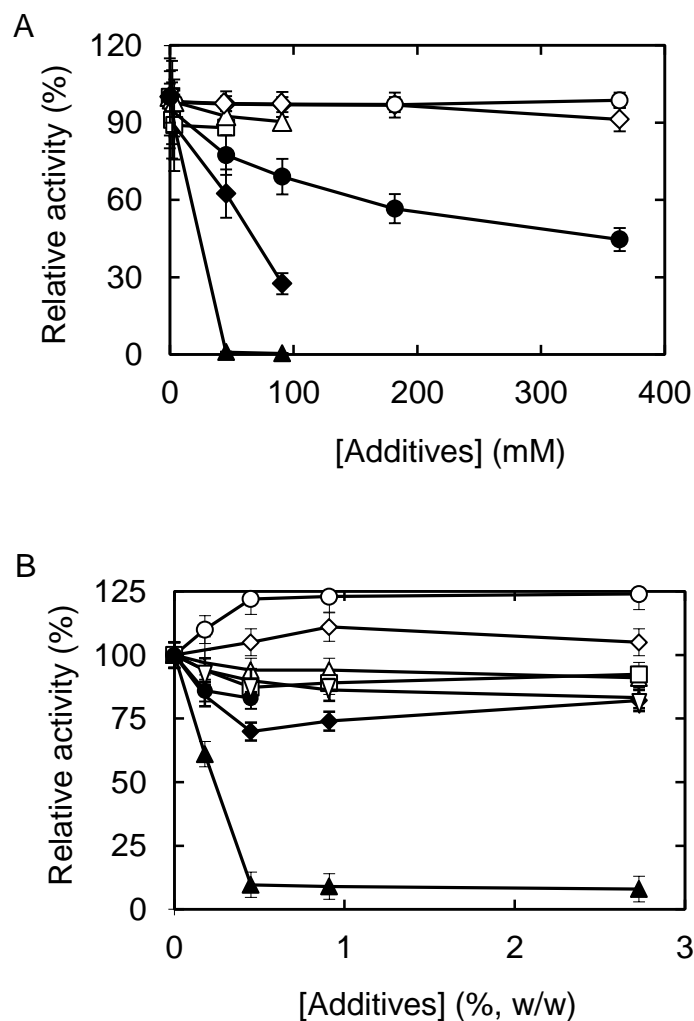 A
Relative activity (%)
120
90
60
30
0
0 100 200 300 400
[Additives] (mM)
B
Relative activity (%)
125
100
75
50
25
0
0 1 2 3
[Additives] (%, w/w)